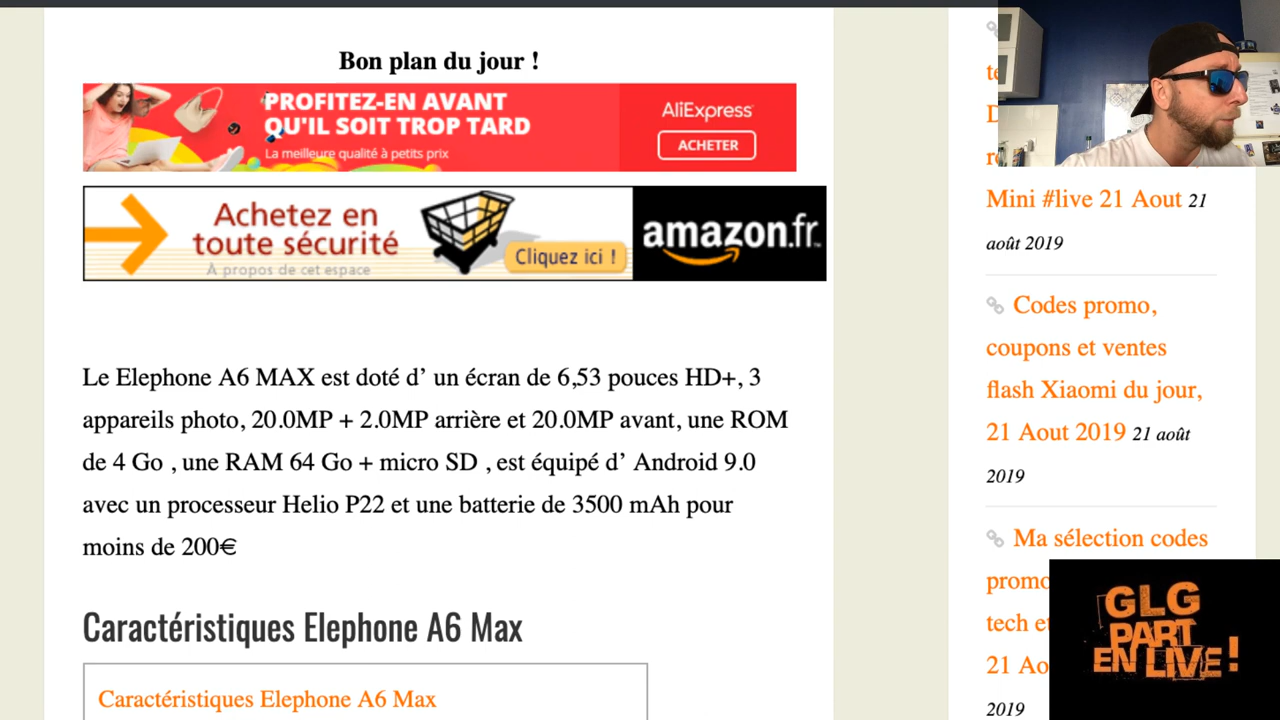 Bon plan du jour !
PROFITEZ-EN AVANT
QU'IL SOIT TROP TARD
La meilleure qualité à petits prix
AliExpress
ACHETER
Achetez en
toute sécurité
À propos de cet espace
Cliquez ici !
amazon.fr
Le Elephone A6 MAX est doté d’ un écran de 6,53 pouces HD+, 3
appareils photo, 20.0MP + 2.0MP arrière et 20.0MP avant, une ROM
de 4 Go , une RAM 64 Go + micro SD , est équipé d’ Android 9.0
avec un processeur Helio P22 et une batterie de 3500 mAh pour
moins de 200€
Caractéristiques Elephone A6 Max
Caractéristiques Elephone A6 Max
Mini #live 21 Aout 21
août 2019
Codes promo,
coupons et ventes
flash Xiaomi du jour,
21 Aout 2019 21 août
2019
Ma sélection codes
promo
tech
21
2019
GLG
PART
EN LIVE !